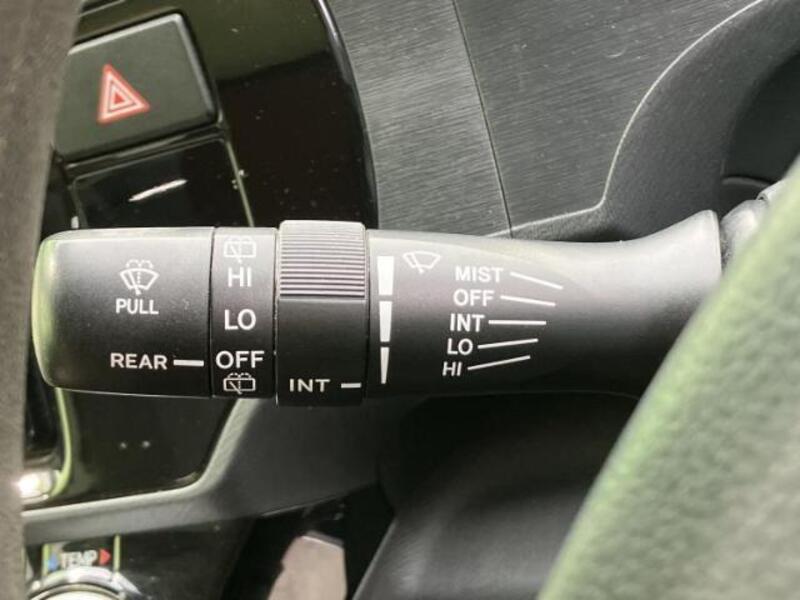 PULL
REAR
HI
LO
OFF
INT
MIST
OFF
INT
LO
HI
TEMP